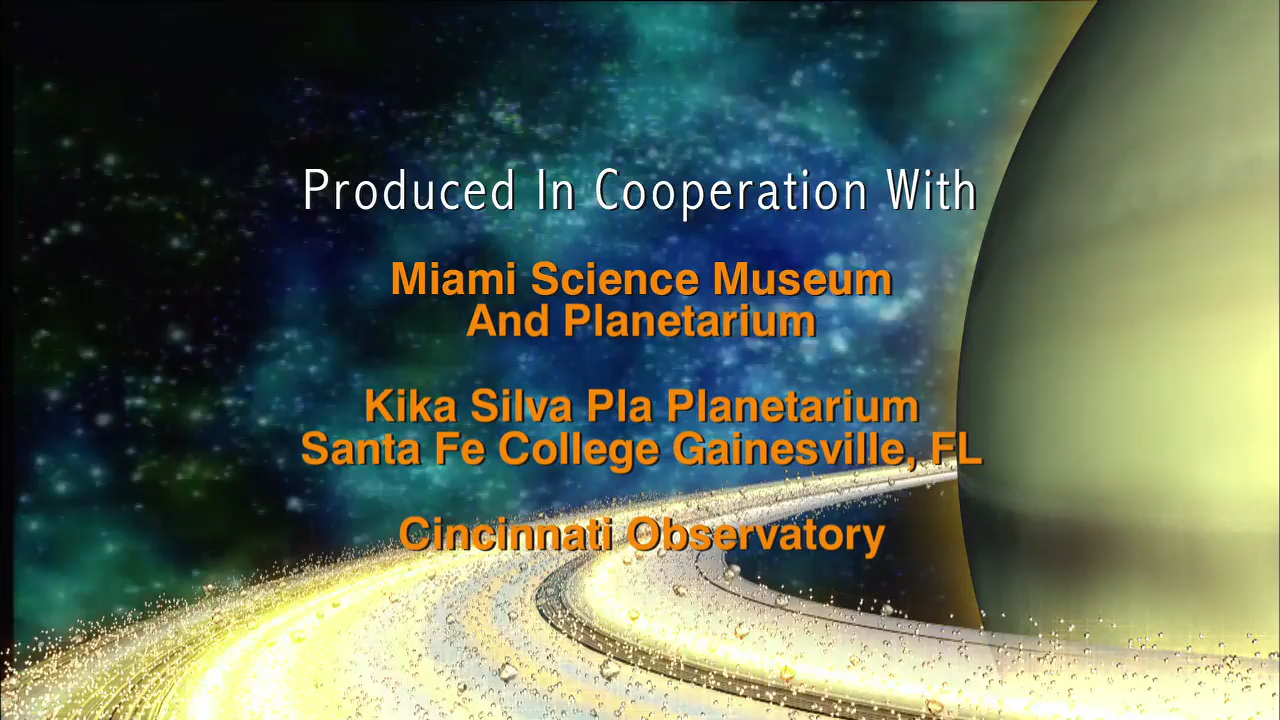 Produced In Cooperation With
Miami Science Museum
And Planetarium
Kika Silva Pla Planetarium
Santa Fe College Gainesville, FL
Cincinnati Observatory